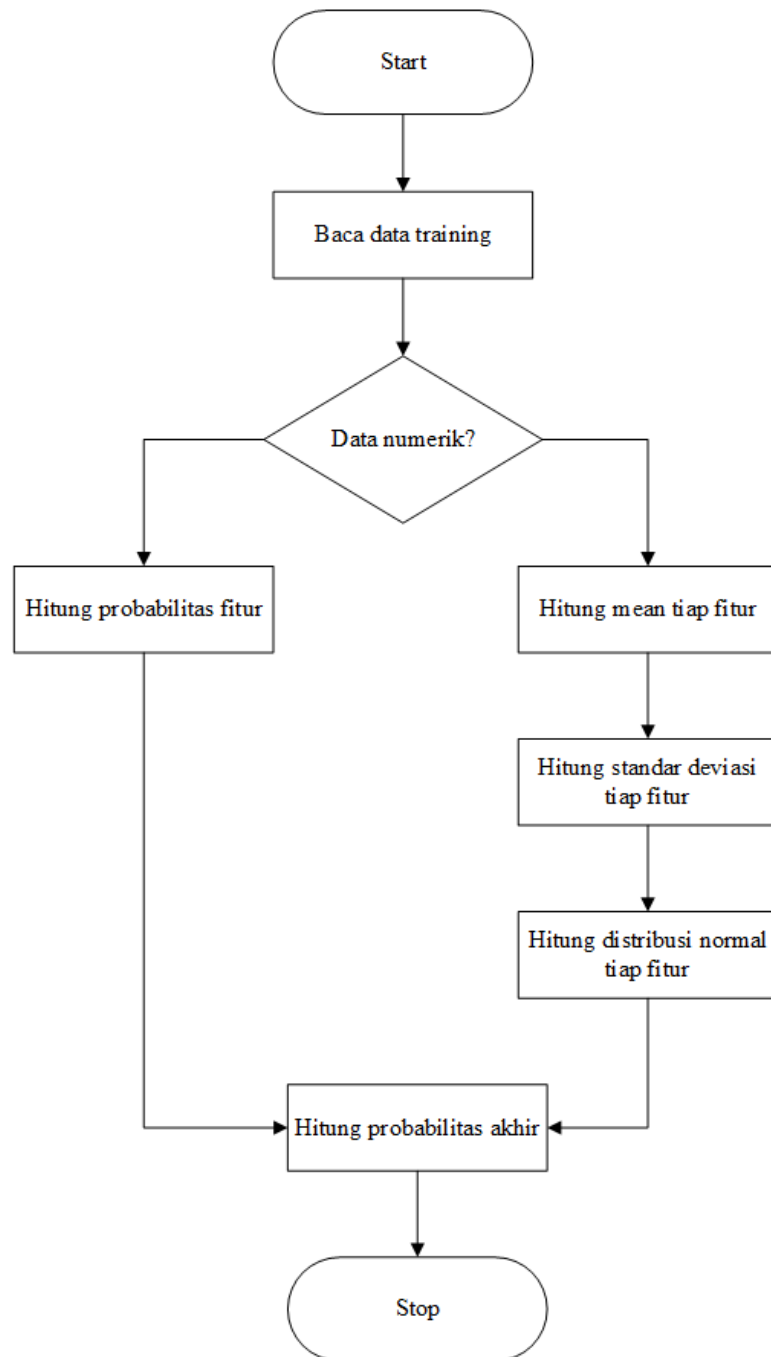 Start
Baca data training
Data numerik?
Hitung probabilitas fitur
Hitung mean tiap fitur
Hitung standar deviasi
tiap fitur
Hitung distribusi normal
tiap fitur
Hitung probabilitas akhir
Stop